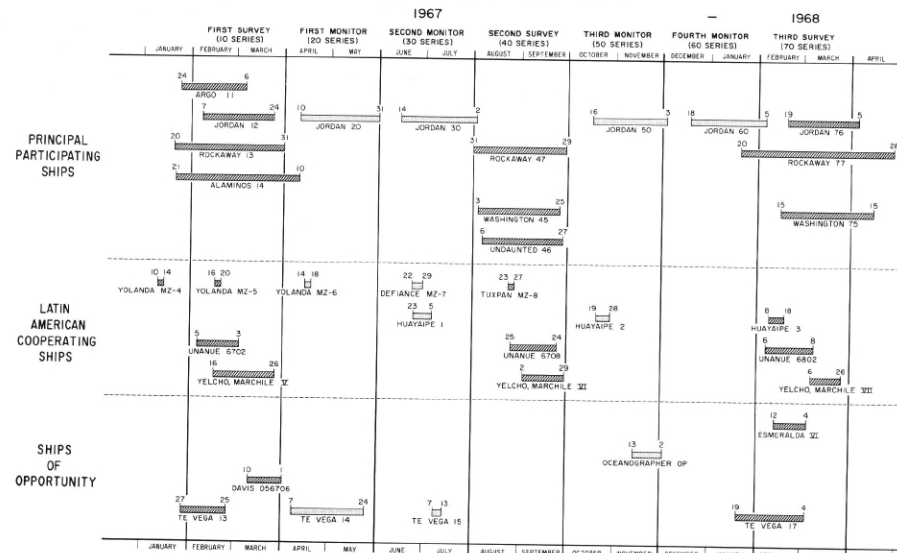 1967
—
1968
FIRST SURVEY
(10 SERIES)
FIRST MONITOR
(20 SERIES)
SECOND MONITOR
(30 SERIES)
SECOND SURVEY
(40 SERIES)
THIRD MONITOR
(50 SERIES)
FOURTH MONITOR
(60 SERIES)
THIRD SURVEY
(70 SERIES)
JANUARY FEBRUARY MARCH APRIL MAY JUNE JULY AUGUST SEPTEMBER OCTOBER NOVEMBER DECEMBER JANUARY FEBRUARY MARCH APRIL
PRINCIPAL
PARTICIPATING
SHIPS
24 6
ARGO 11
7 24
JORDAN 12
10 31
JORDAN 20
14 2
JORDAN 30
16 3
JORDAN 50
18 5
JORDAN 60
19 5
JORDAN 76
20 31
ROCKAWAY 13
31 29
ROCKAWAY 47
20 28
ROCKAWAY 77
21 10
ALAMINOS 14
3 25
WASHINGTON 45
15 15
WASHINGTON 75
6 27
UNDAUNTED 46
LATIN
AMERICAN
COOPERATING
SHIPS
10 14
YOLANDA MZ-4
16 20
YOLANDA MZ-5
14 18
YOLANDA MZ-6
22 29
DEFIANCE MZ-7
23 27
TUXPAN MZ-8
23 5
HUAYAIPE 1
19 28
HUAYAIPE 2
8 18
HUAYAIPE 3
5 3
UNANUE 6702
25 24
UNANUE 6708
6 8
UNANUE 6802
16 26
YELCHO, MARCHILE V
2 29
YELCHO, MARCHILE VI
6 26
YELCHO, MARCHILE VII
SHIPS
OF
OPPORTUNITY
12 4
ESMERALDA VI
13 2
OCEANOGRAPHER OP
10 1
DAVIS D56706
27 25
TE VEGA 13
7 24
TE VEGA 14
7 13
TE VEGA 15
19 4
TE VEGA 17
JANUARY FEBRUARY MARCH APRIL MAY JUNE JULY AUGUST SEPTEMBER OCTOBER NOVEMBER DECEMBER JANUARY FEBRUARY MARCH